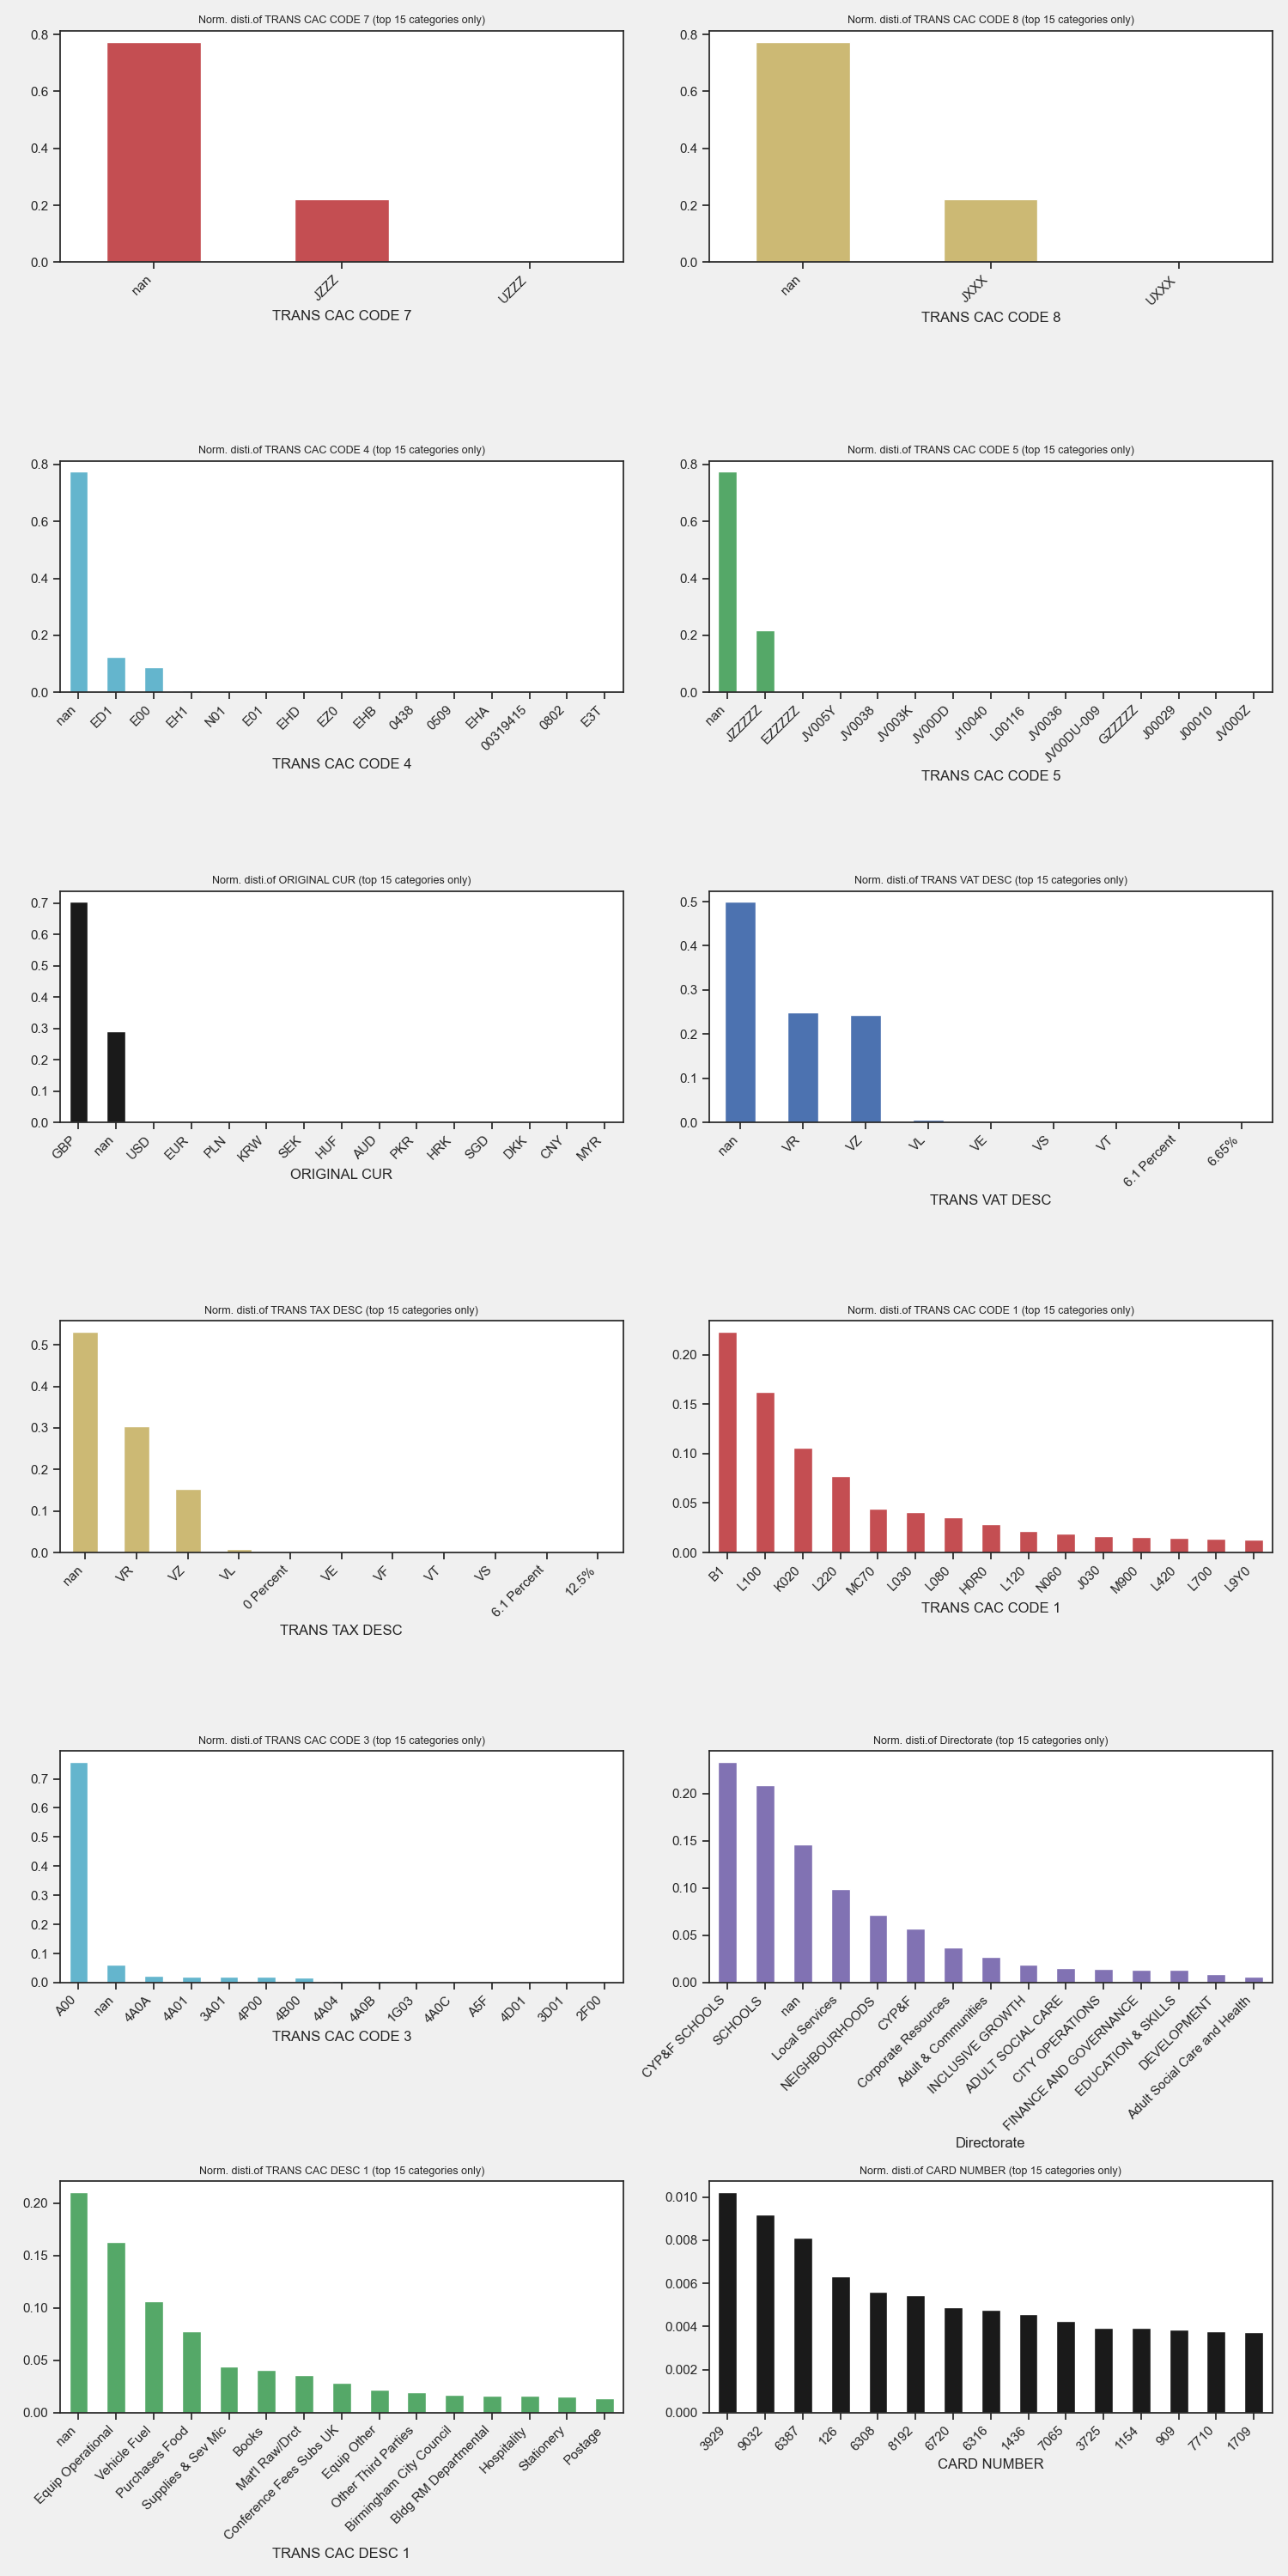 Norm. disti.of TRANS CAC CODE 7 (top 15 categories only)
0.8
0.6
0.4
0.2
0.0
nan
JZZZ
UZZZ
TRANS CAC CODE 7
Norm. disti.of TRANS CAC CODE 8 (top 15 categories only)
0.8
0.6
0.4
0.2
0.0
nan
JXXX
UXXX
TRANS CAC CODE 8
Norm. disti.of TRANS CAC CODE 4 (top 15 categories only)
0.8
0.6
0.4
0.2
0.0
nan
ED1
E00
EH1
N01
E01
EHD
EZ0
EHB
0438
0509
EHA
00319415
0802
E3T
TRANS CAC CODE 4
Norm. disti.of TRANS CAC CODE 5 (top 15 categories only)
0.8
0.6
0.4
0.2
0.0
nan
JZZZZZ
EZZZZZ
JV005Y
JV0038
JV003K
JV00DD
J10040
L00116
JV0036
JV00DU-009
GZZZZZ
J00029
J00010
JV000Z
TRANS CAC CODE 5
Norm. disti.of ORIGINAL CUR (top 15 categories only)
0.7
0.6
0.5
0.4
0.3
0.2
0.1
0.0
GBP
nan
USD
EUR
PLN
KRW
SEK
HUF
AUD
PKR
HRK
SGD
DKK
CNY
MYR
ORIGINAL CUR
Norm. disti.of TRANS VAT DESC (top 15 categories only)
0.5
0.4
0.3
0.2
0.1
0.0
nan
VR
VZ
VL
VE
VS
VT
6.1 Percent
6.65%
TRANS VAT DESC
Norm. disti.of TRANS TAX DESC (top 15 categories only)
0.5
0.4
0.3
0.2
0.1
0.0
nan
VR
VZ
VL
0 Percent
VE
VF
VT
VS
6.1 Percent
12.5%
TRANS TAX DESC
Norm. disti.of TRANS CAC CODE 1 (top 15 categories only)
0.20
0.15
0.10
0.05
0.00
B1
L100
K020
L220
MC70
L030
L080
H0R0
L120
N060
J030
M900
L420
L700
L9Y0
TRANS CAC CODE 1
Norm. disti.of TRANS CAC CODE 3 (top 15 categories only)
0.7
0.6
0.5
0.4
0.3
0.2
0.1
0.0
A00
nan
4A0A
4A01
3A01
4P00
4B00
4A04
4A0B
1G03
4A0C
A5F
4D01
3D01
2F00
TRANS CAC CODE 3
Norm. disti.of Directorate (top 15 categories only)
0.20
0.15
0.10
0.05
0.00
CYP&F SCHOOLS
SCHOOLS
nan
Local Services
NEIGHBOURHOODS
CYP&F
Corporate Resources
Adult & Communities
INCLUSIVE GROWTH
ADULT SOCIAL CARE
CITY OPERATIONS
FINANCE AND GOVERNANCE
EDUCATION & SKILLS
DEVELOPMENT
Adult Social Care and Health
Directorate
Norm. disti.of TRANS CAC DESC 1 (top 15 categories only)
0.20
0.15
0.10
0.05
0.00
nan
Equip Operational
Vehicle Fuel
Purchases Food
Supplies & Sev Mic
Books
Mat'l Raw/Drct
Conference Fees Subs UK
Equip Other
Other Third Parties
Birmingham City Council
Bldg RM Departmental
Hospitality
Stationery
Postage
TRANS CAC DESC 1
Norm. disti.of CARD NUMBER (top 15 categories only)
0.010
0.008
0.006
0.004
0.002
0.000
3929
9032
6387
126
6308
8192
6720
6316
1436
7065
3725
1154
909
7710
1709
CARD NUMBER